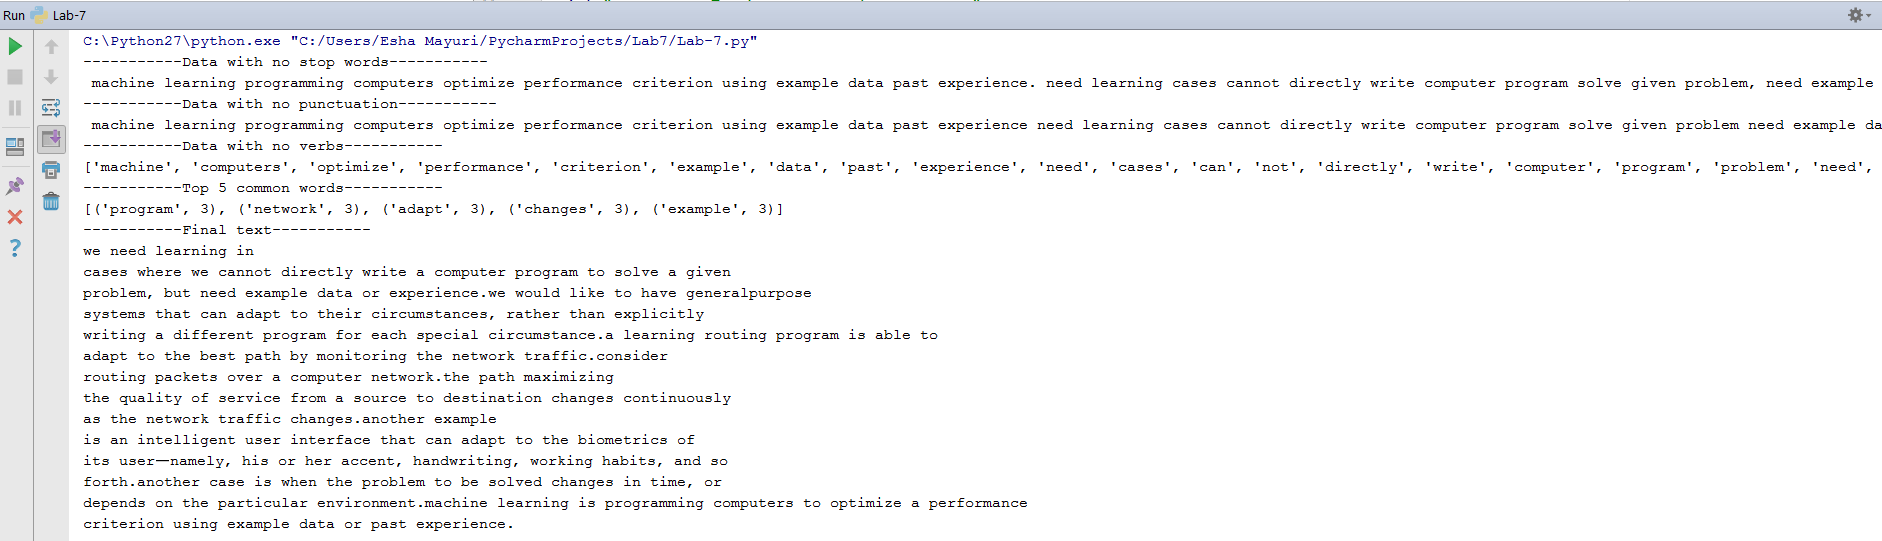 Run Lab-7
C:\Python27\python.exe "C:/Users/Esha Mayuri/PycharmProjects/Lab7/Lab-7.py"
-----------Data with no stop words-----------
machine learning programming computers optimize performance criterion using example data past experience. need learning cases cannot directly write computer program solve given problem, need example
-----------Data with no punctuation-----------
machine learning programming computers optimize performance criterion using example data past experience need learning cases cannot directly write computer program solve given problem need example da
-----------Data with no verbs-----------
['machine', 'computers', 'optimize', 'performance', 'criterion', 'example', 'data', 'past', 'experience', 'need', 'cases', 'can', 'not', 'directly', 'write', 'computer', 'program', 'problem', 'need',
-----------Top 5 common words-----------
[('program', 3), ('network', 3), ('adapt', 3), ('changes', 3), ('example', 3)]
-----------Final text-----------
we need learning in
cases where we cannot directly write a computer program to solve a given
problem, but need example data or experience.we would like to have generalpurpose
systems that can adapt to their circumstances, rather than explicitly
writing a different program for each special circumstance.a learning routing program is able to
adapt to the best path by monitoring the network traffic.consider
routing packets over a computer network.the path maximizing
the quality of service from a source to destination changes continuously
as the network traffic changes.another example
is an intelligent user interface that can adapt to the biometrics of
its user—namely, his or her accent, handwriting, working habits, and so
forth.another case is when the problem to be solved changes in time, or
depends on the particular environment.machine learning is programming computers to optimize a performance
criterion using example data or past experience.